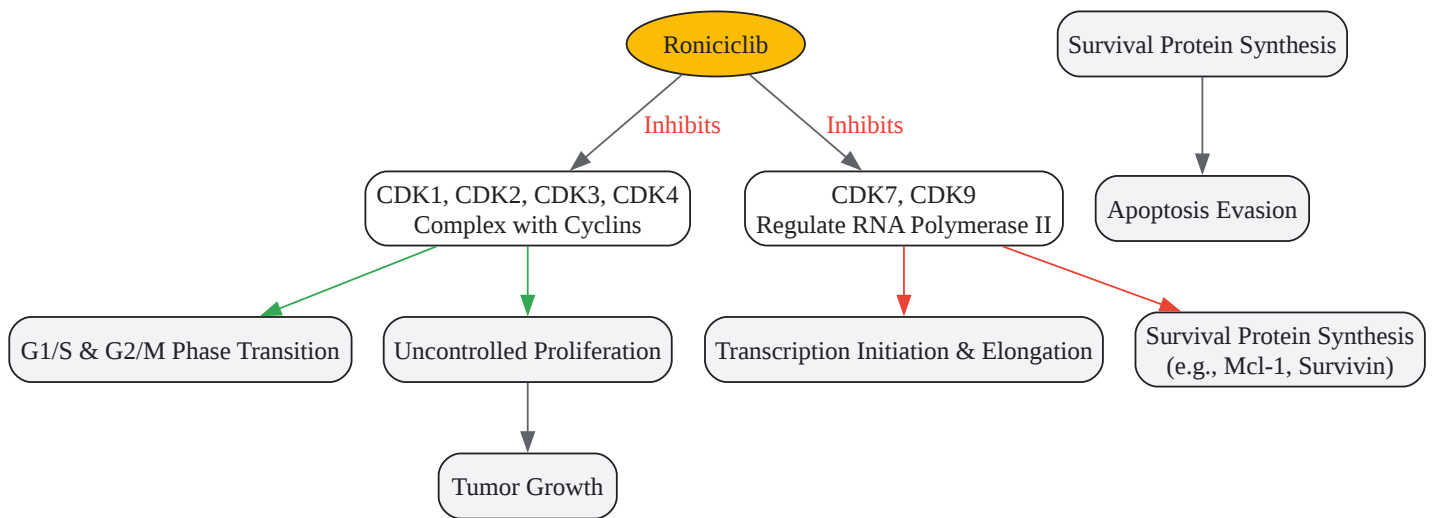 Roniciclib
Survival Protein Synthesis
Inhibits
Inhibits
CDK1, CDK2, CDK3, CDK4
Complex with Cyclins
CDK7, CDK9
Regulate RNA Polymerase II
Apoptosis Evasion
G1/S & G2/M Phase Transition
Uncontrolled Proliferation
Transcription Initiation & Elongation
Survival Protein Synthesis
(e.g., Mcl-1, Survivin)
Tumor Growth